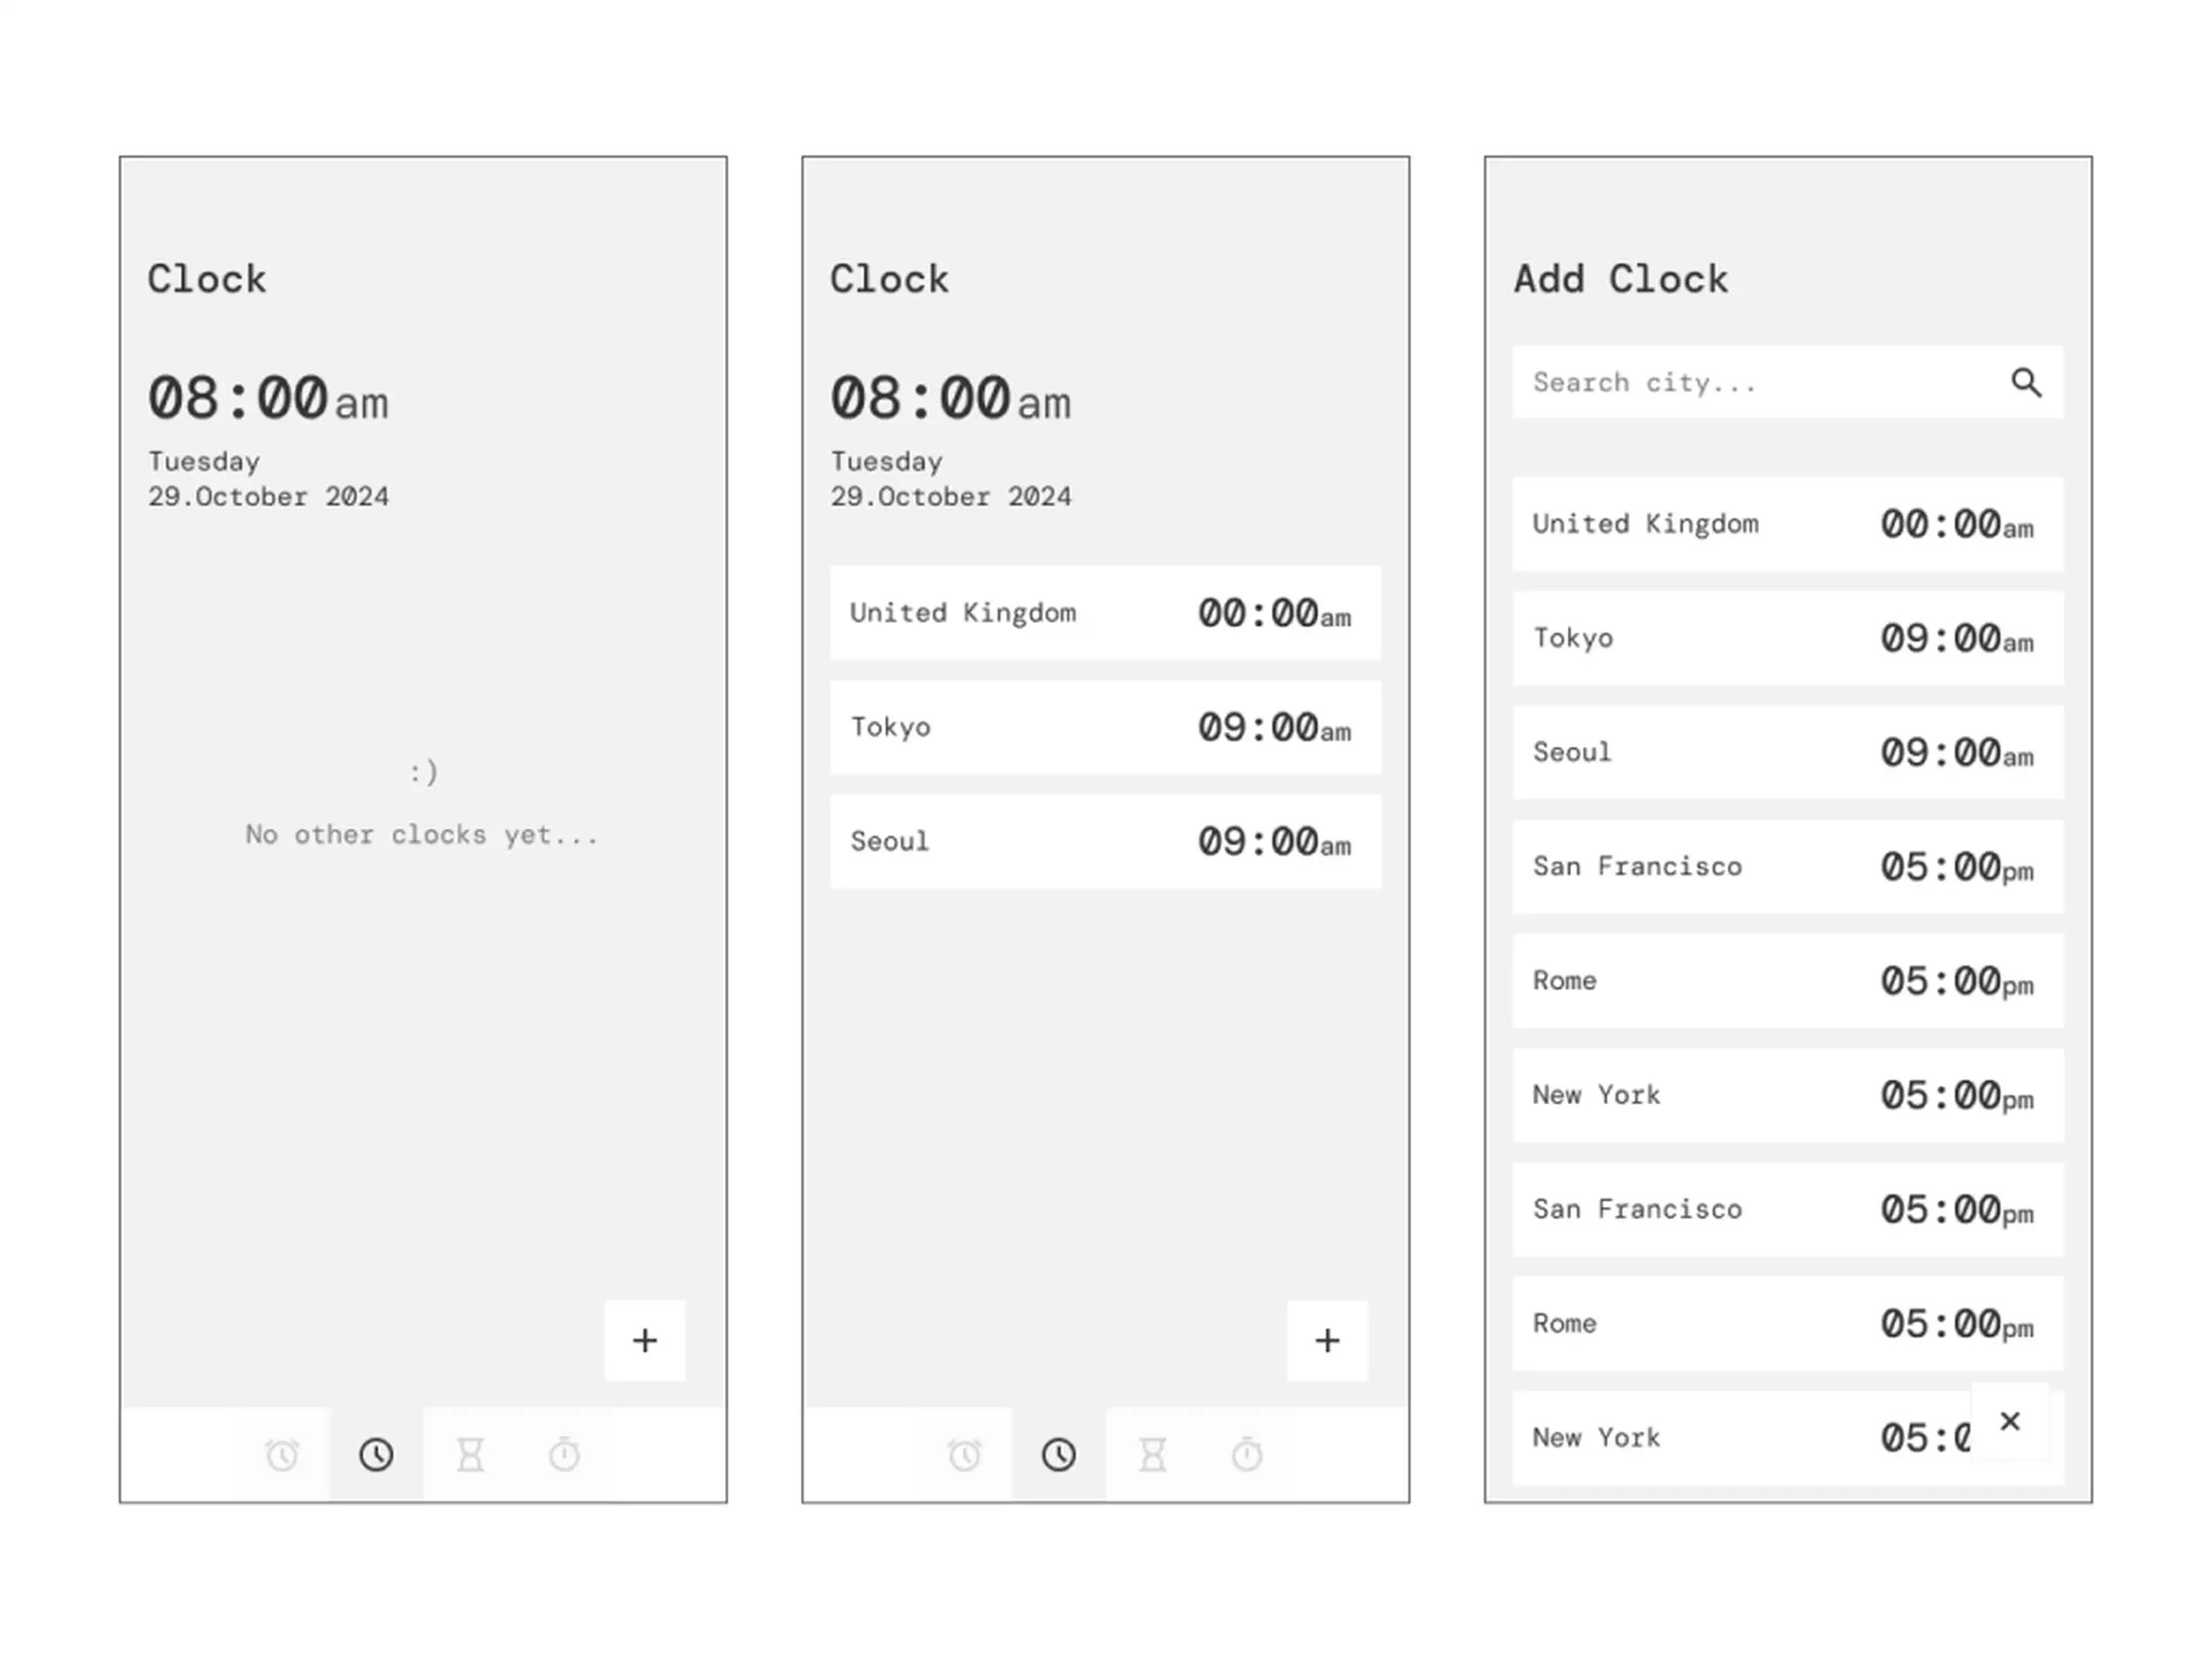 Clock
08:00am
Tuesday
29.October 2024
:)
No other clocks yet...
+
Clock
08:00am
Tuesday
29.October 2024
United Kingdom 00:00am
Tokyo 09:00am
Seoul 09:00am
+
Add Clock
Search city...
United Kingdom 00:00am
Tokyo 09:00am
Seoul 09:00am
San Francisco 05:00pm
Rome 05:00pm
New York 05:00pm
San Francisco 05:00pm
Rome 05:00pm
New York